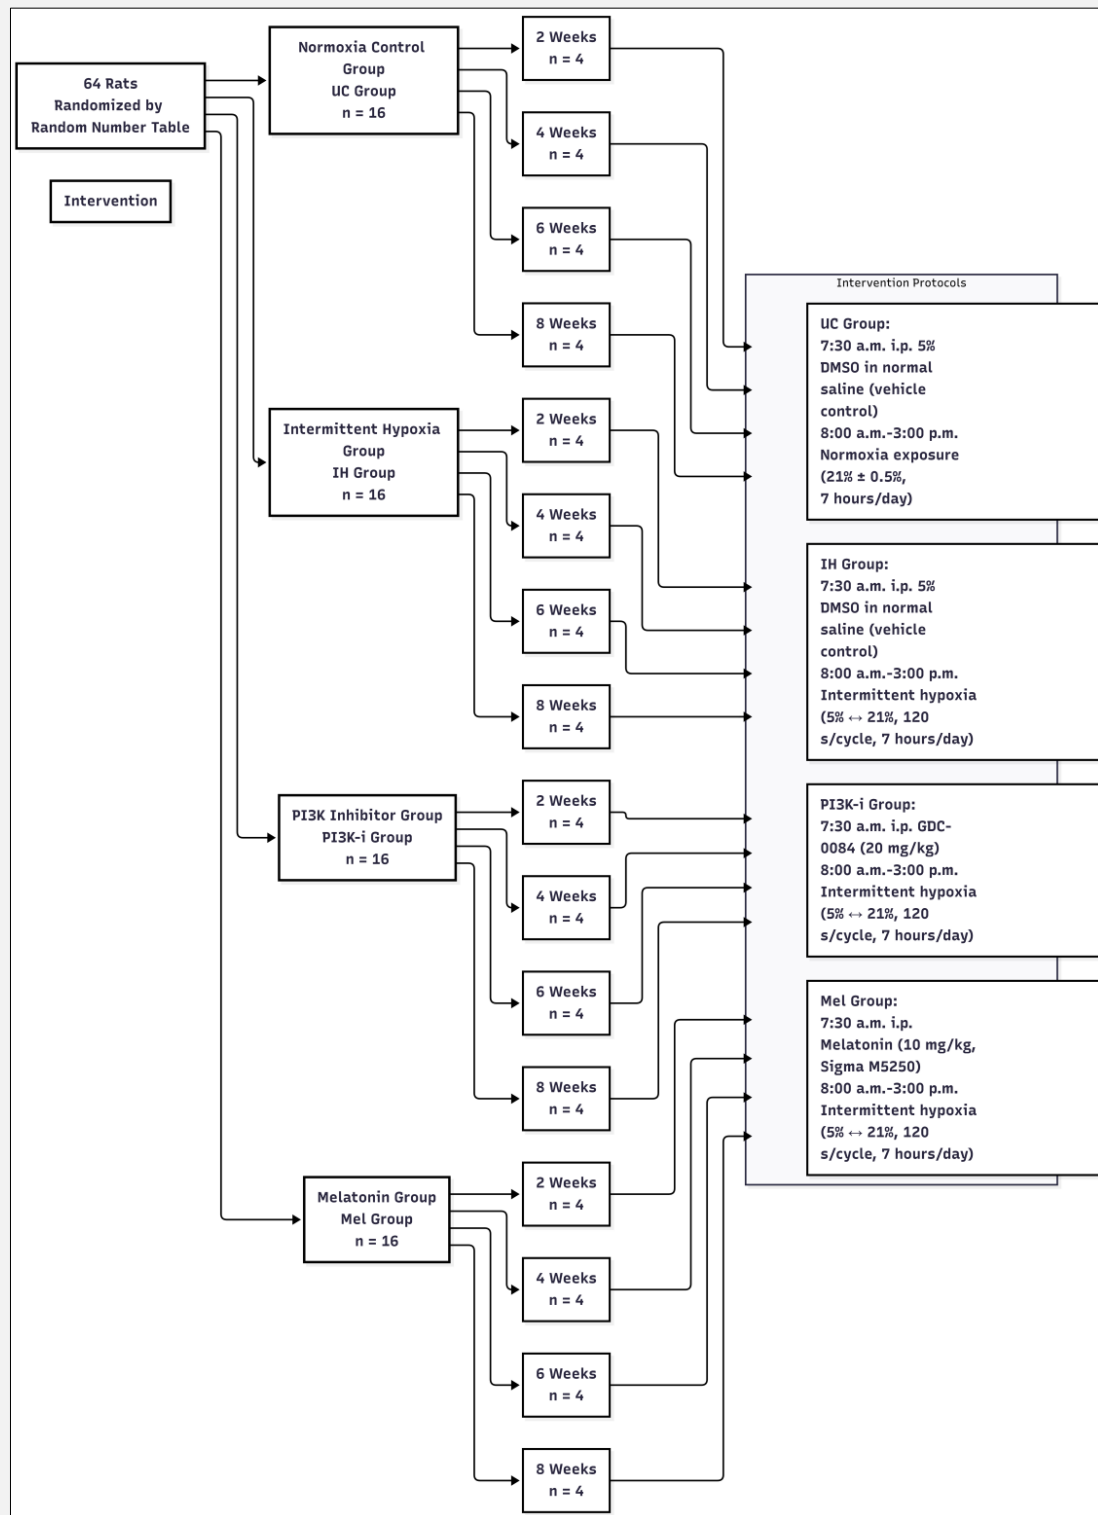 64 Rats
Randomized by
Random Number Table
Intervention
Normoxia Control
Group
UC Group
n = 16
2 Weeks
n = 4
4 Weeks
n = 4
6 Weeks
n = 4
8 Weeks
n = 4
Intermittent Hypoxia
Group
IH Group
n = 16
2 Weeks
n = 4
4 Weeks
n = 4
6 Weeks
n = 4
8 Weeks
n = 4
PI3K Inhibitor Group
PI3K-i Group
n = 16
2 Weeks
n = 4
4 Weeks
n = 4
6 Weeks
n = 4
8 Weeks
n = 4
Melatonin Group
Mel Group
n = 16
2 Weeks
n = 4
4 Weeks
n = 4
6 Weeks
n = 4
8 Weeks
n = 4
Intervention Protocols
UC Group:
7:30 a.m. i.p. 5%
DMSO in normal
saline (vehicle
control)
8:00 a.m.-3:00 p.m.
Normoxia exposure
(21% ± 0.5%,
7 hours/day)
IH Group:
7:30 a.m. i.p. 5%
DMSO in normal
saline (vehicle
control)
8:00 a.m.-3:00 p.m.
Intermittent hypoxia
(5% ↔ 21%, 120
s/cycle, 7 hours/day)
PI3K-i Group:
7:30 a.m. i.p. GDC-
0084 (20 mg/kg)
8:00 a.m.-3:00 p.m.
Intermittent hypoxia
(5% ↔ 21%, 120
s/cycle, 7 hours/day)
Mel Group:
7:30 a.m. i.p.
Melatonin (10 mg/kg,
Sigma M5250)
8:00 a.m.-3:00 p.m.
Intermittent hypoxia
(5% ↔ 21%, 120
s/cycle, 7 hours/day)